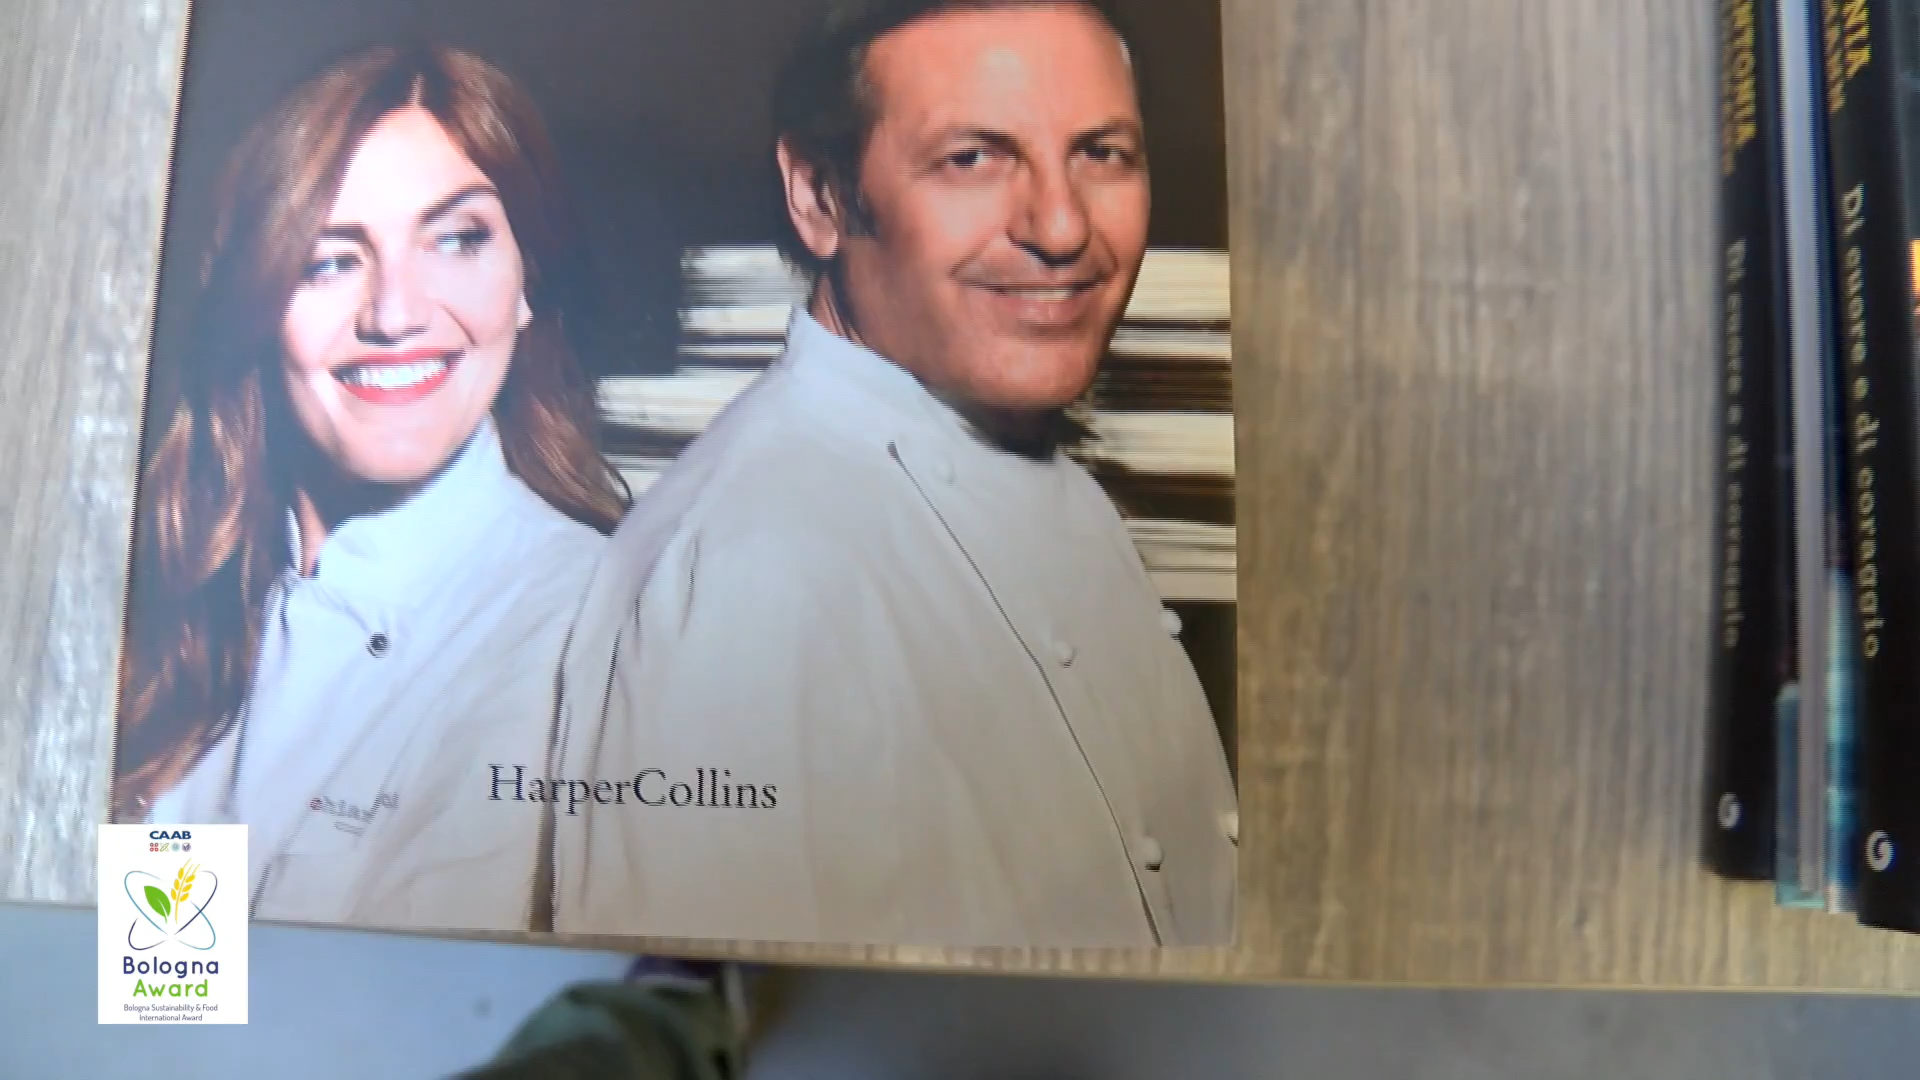 HarperCollins
Di cuore e di coraggio
Di cuore e di coraggio
CAAB
Bologna
Award
Bologna Sustainability & Food
International Award